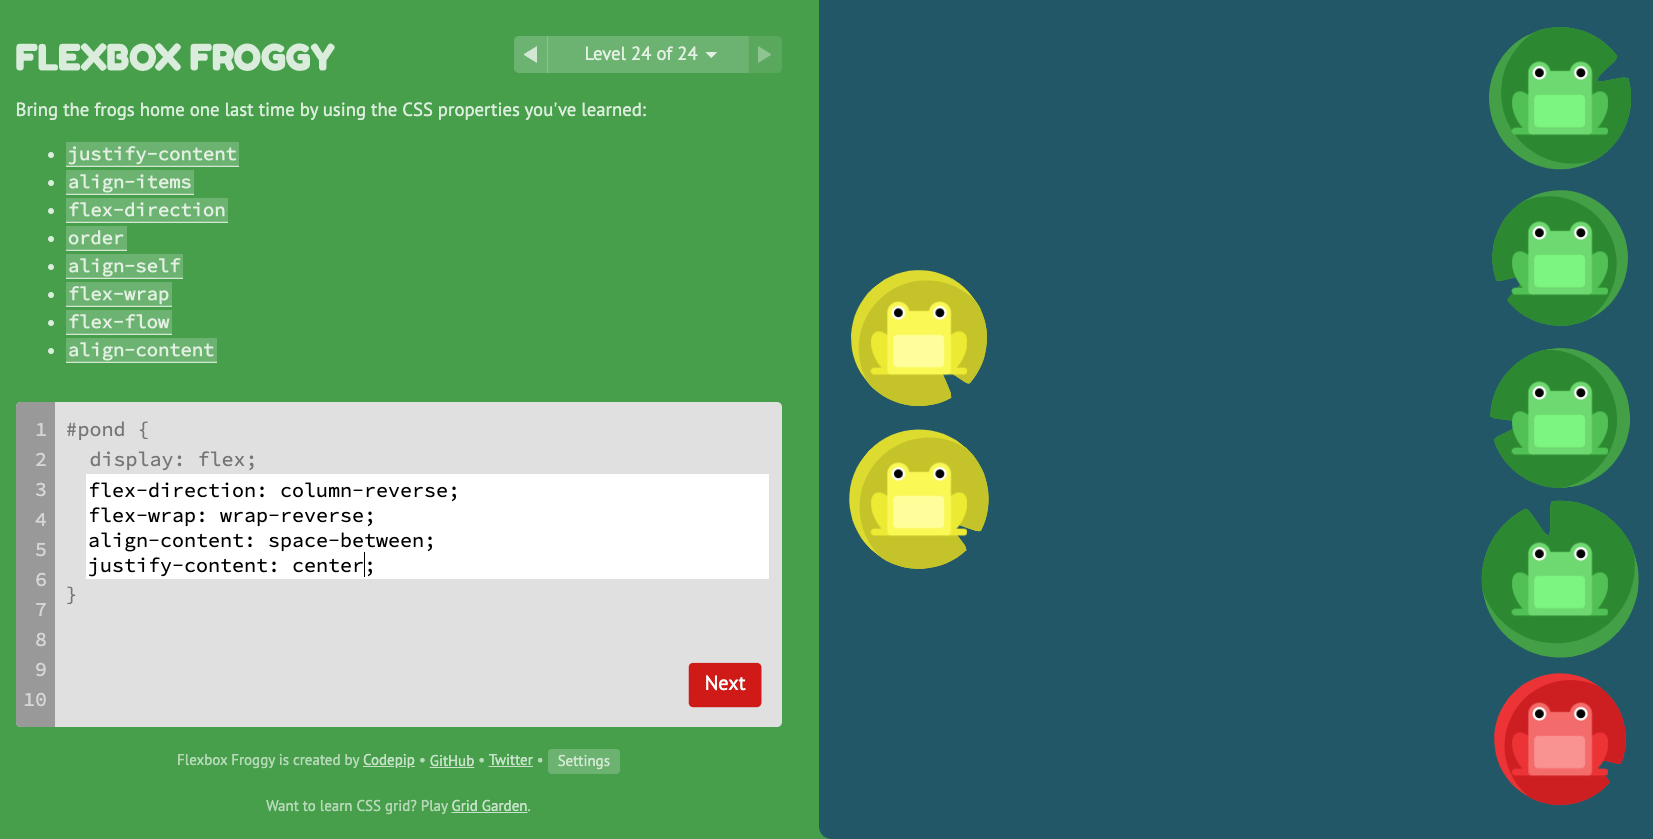 FLEXBOX FROGGY
Level 24 of 24
Bring the frogs home one last time by using the CSS properties you've learned:
justify-content
align-items
flex-direction
order
align-self
flex-wrap
flex-flow
align-content
1 #pond {
2 display: flex;
3 flex-direction: column-reverse;
4 flex-wrap: wrap-reverse;
5 align-content: space-between;
6 justify-content: center;
7 }
8
9
10
Next
Flexbox Froggy is created by Codepip • GitHub • Twitter • Settings
Want to learn CSS grid? Play Grid Garden.